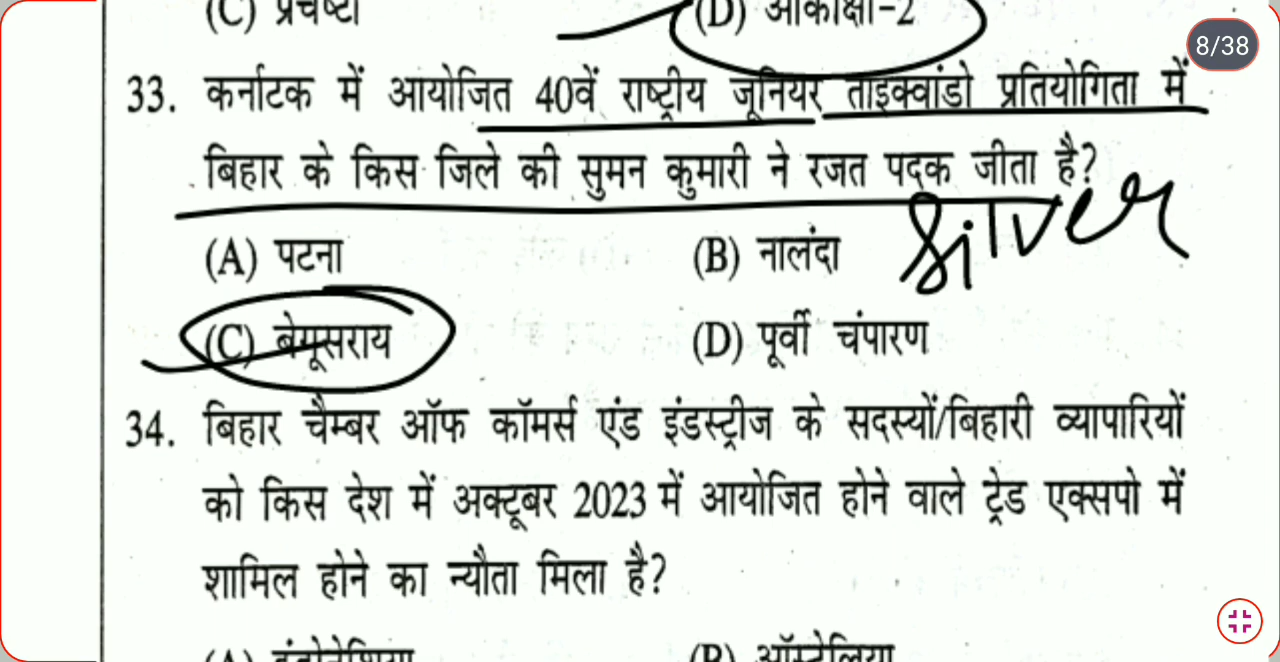 (C) प्रचेष्टा (D) आकांक्षा-2
8/38
33. कर्नाटक में आयोजित 40वें राष्ट्रीय जूनियर ताइक्वांडो प्रतियोगिता में
बिहार के किस जिले की सुमन कुमारी ने रजत पदक जीता है?
Silver
(A) पटना (B) नालंदा
(C) बेगूसराय (D) पूर्वी चंपारण
34. बिहार चैम्बर ऑफ कॉमर्स एंड इंडस्ट्रीज के सदस्यों/बिहारी व्यापारियों
को किस देश में अक्टूबर 2023 में आयोजित होने वाले ट्रेड एक्सपो में
शामिल होने का न्यौता मिला है?
(A) इंडोनेशिया (B) ऑस्ट्रेलिया